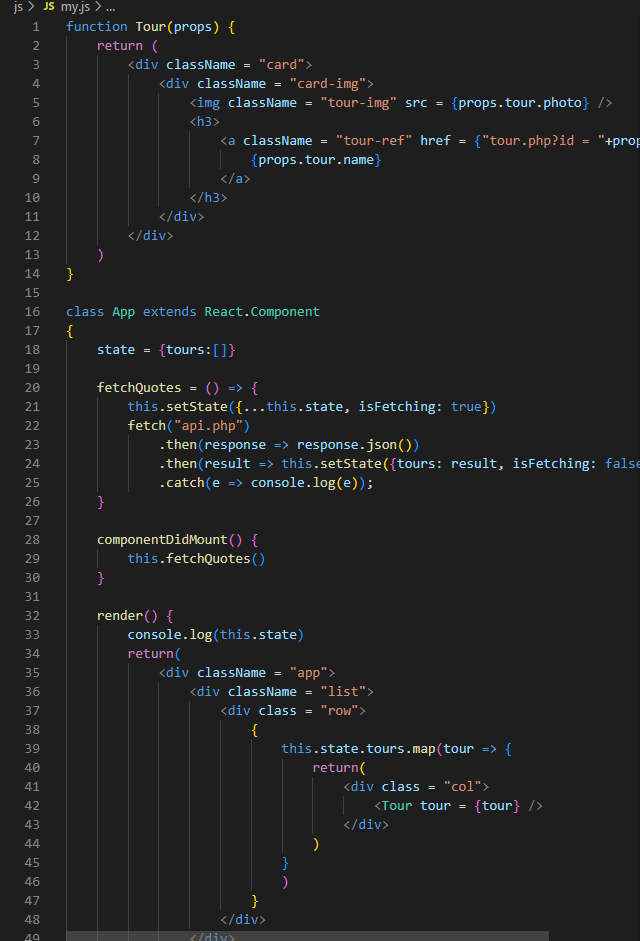 js > JS my.js > ...
1 function Tour(props) {
2     return (
3         <div className = "card">
4             <div className = "card-img">
5                 <img className = "tour-img" src = {props.tour.photo} />
6                 <h3>
7                     <a className = "tour-ref" href = {"tour.php?id = "+prop
8                         {props.tour.name}
9                     </a>
10                 </h3>
11             </div>
12         </div>
13     )
14 }
15
16 class App extends React.Component
17 {
18     state = {tours:[]}
19
20     fetchQuotes = () => {
21         this.setState({...this.state, isFetching: true})
22         fetch("api.php")
23             .then(response => response.json())
24             .then(result => this.setState({tours: result, isFetching: false
25             .catch(e => console.log(e));
26     }
27
28     componentDidMount() {
29         this.fetchQuotes()
30     }
31
32     render() {
33         console.log(this.state)
34         return(
35             <div className = "app">
36                 <div className = "list">
37                     <div class = "row">
38                         {
39                             this.state.tours.map(tour => {
40                                 return(
41                                     <div class = "col">
42                                         <Tour tour = {tour} />
43                                     </div>
44                                 )
45                             }
46                             )
47                         }
48                     </div>
49                 </div>